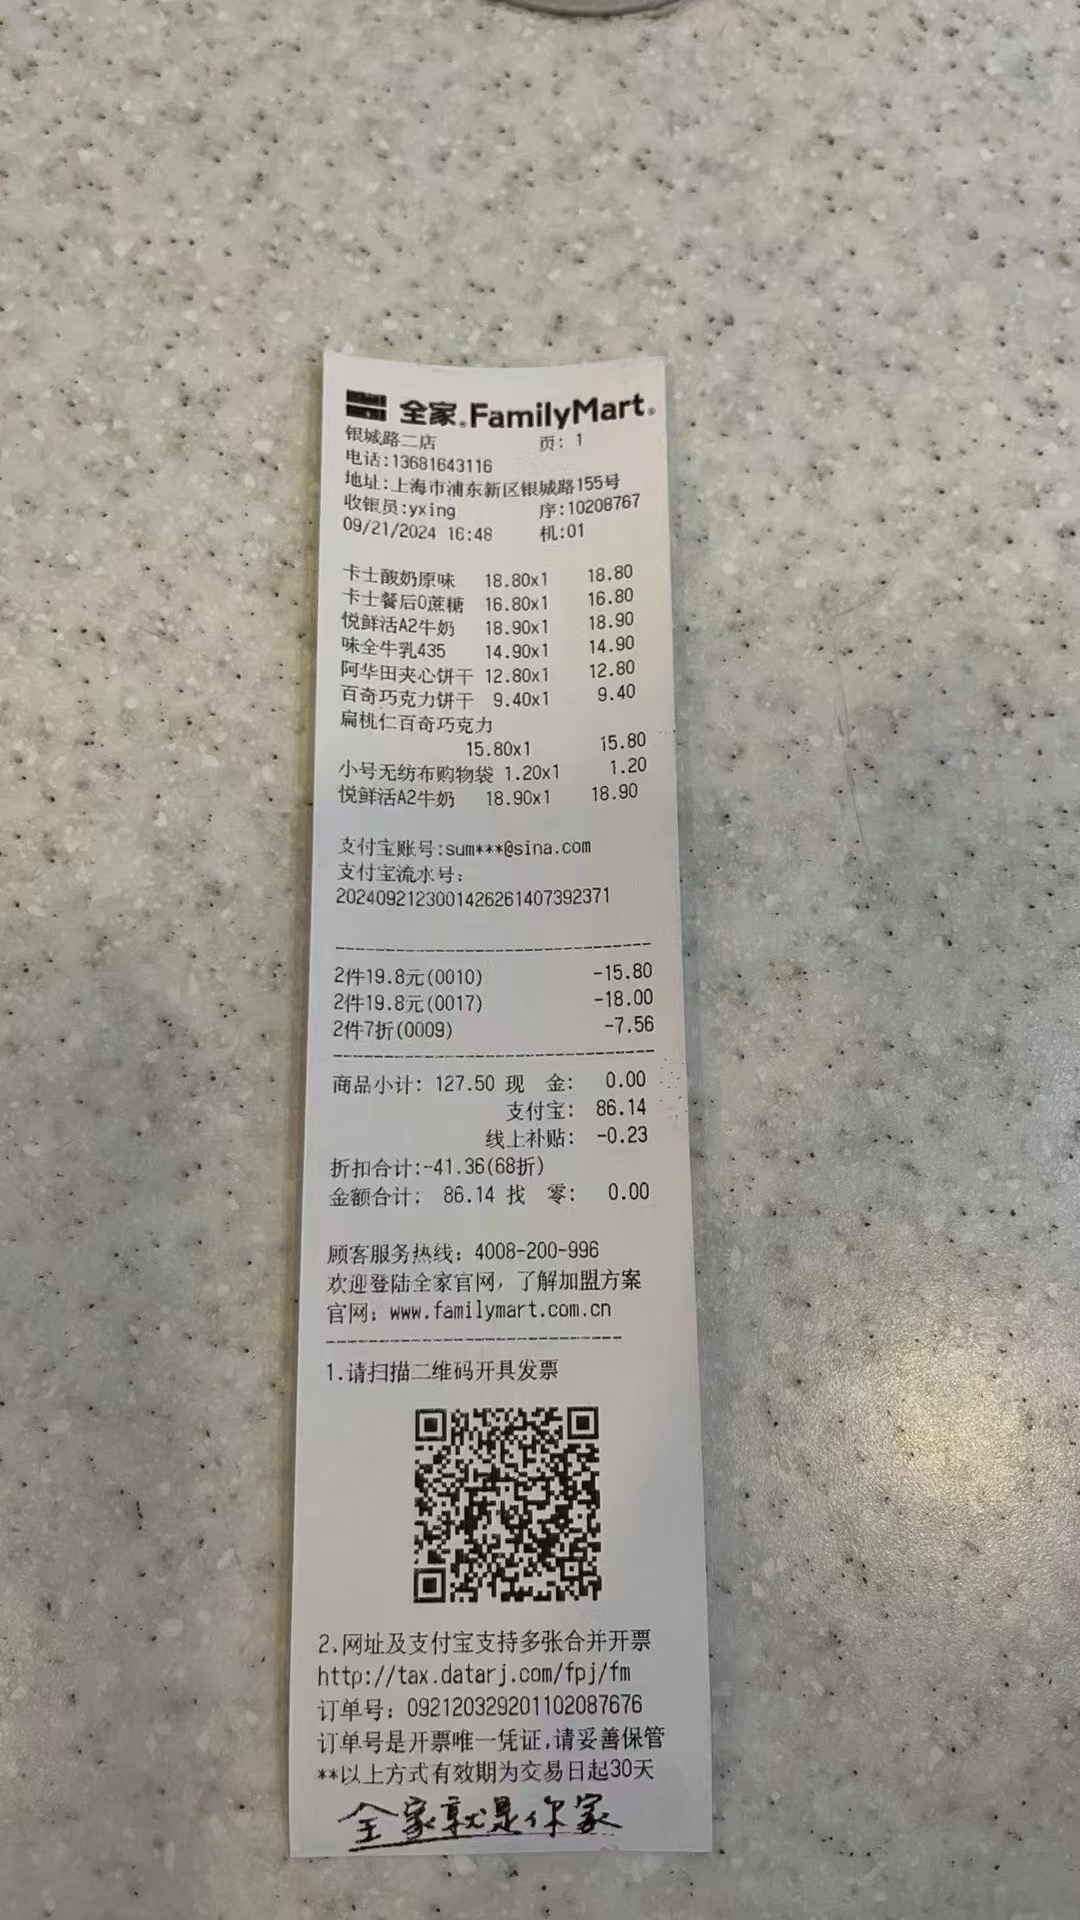 全家 FamilyMart
银城路二店 页: 1
电话:13681643116
地址:上海市浦东新区银城路155号
收银员:yxing 序:10208767
09/21/2024 16:48 机:01
卡士酸奶原味 18.80x1 18.80
卡士餐后0蔗糖 16.80x1 16.80
悦鲜活A2牛奶 18.90x1 18.90
味全牛乳435 14.90x1 14.90
阿华田夹心饼干 12.80x1 12.80
百奇巧克力饼干 9.40x1 9.40
扁桃仁百奇巧克力
15.80x1 15.80
小号无纺布购物袋 1.20x1 1.20
悦鲜活A2牛奶 18.90x1 18.90
支付宝账号:sum***@sina.com
支付宝流水号:
2024092123001426261407392371
2件19.8元(0010) -15.80
2件19.8元(0017) -18.00
2件7折(0009) -7.56
商品小计: 127.50 现 金: 0.00
支付宝: 86.14
线上补贴: -0.23
折扣合计:-41.36(68折)
金额合计: 86.14 找 零: 0.00
顾客服务热线: 4008-200-996
欢迎登陆全家官网, 了解加盟方案
官网: www.familymart.com.cn
1.请扫描二维码开具发票
2.网址及支付宝支持多张合并开票
http://tax.datarj.com/fpj/fm
订单号: 092120329201102087676
订单号是开票唯一凭证,请妥善保管
**以上方式有效期为交易日起30天
全家就是你家